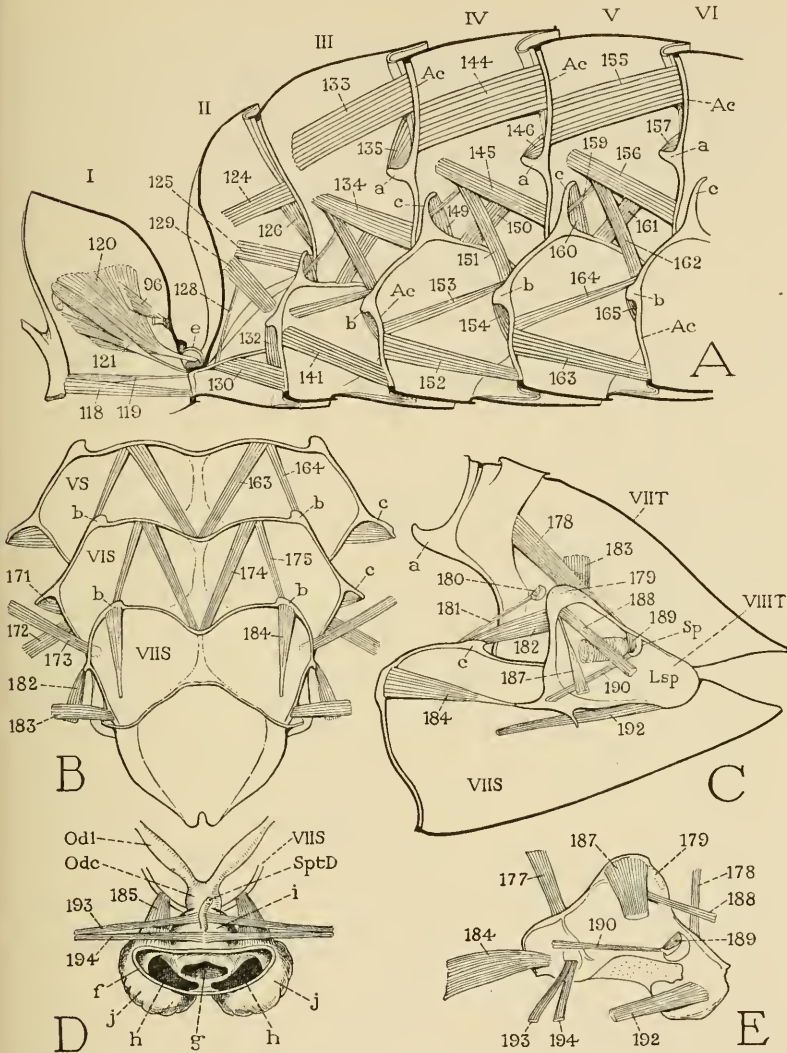 I
II
III
IV
V
VI
133
Ac
144
Ac
155
Ac
124
135
146
157
a
a
a
125
129
126
134
145
159
156
c
c
c
149
150
160
161
120
96
128
151
162
153
164
Ac
b
b
b
154
165
Ac
e
132
121
130
141
152
163
118
119
A
VS
163
164
b
b
c
VIS
174
175
171
b
b
c
172
173
VIIS
184
182
183
B
VIIT
178
183
a
180
179
188
189
Sp
VIIIT
181
182
c
187
190
Lsp
184
192
VIIS
C
Odl
VIIS
Odc
SptD
185
i
193
194
f
j
j
h
g
h
D
187
179
177
178
188
190
189
184
193
194
192
E